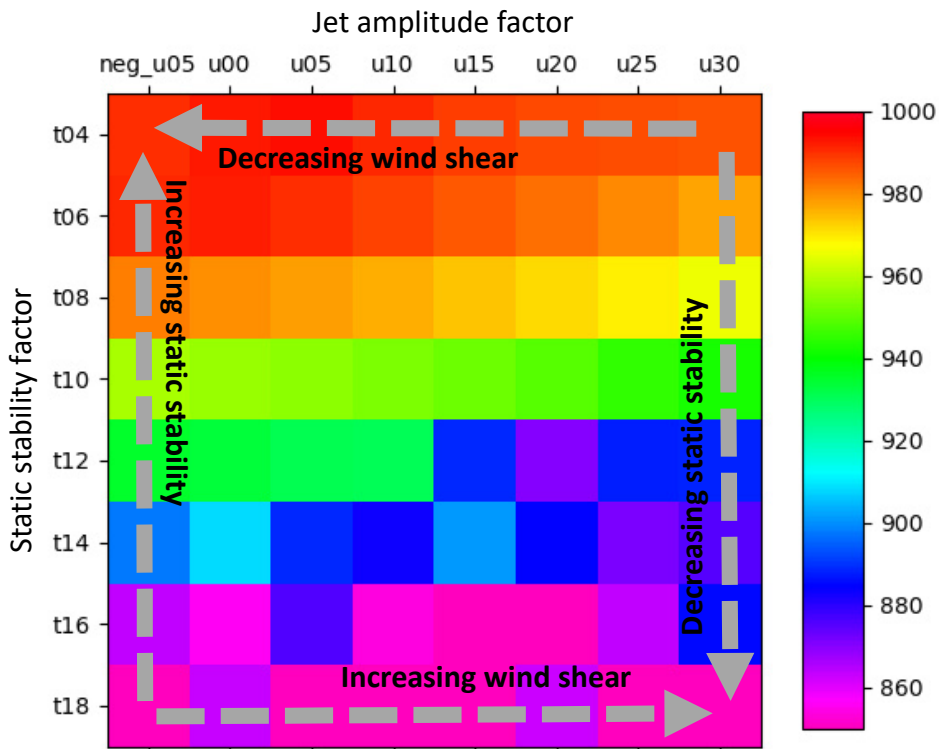 Jet amplitude factor
neg_u05 u00 u05 u10 u15 u20 u25 u30
Static stability factor
t04
t06
t08
t10
t12
t14
t16
t18
Decreasing wind shear
Increasing static stability
Decreasing static stability
Increasing wind shear
1000
980
960
940
920
900
880
860